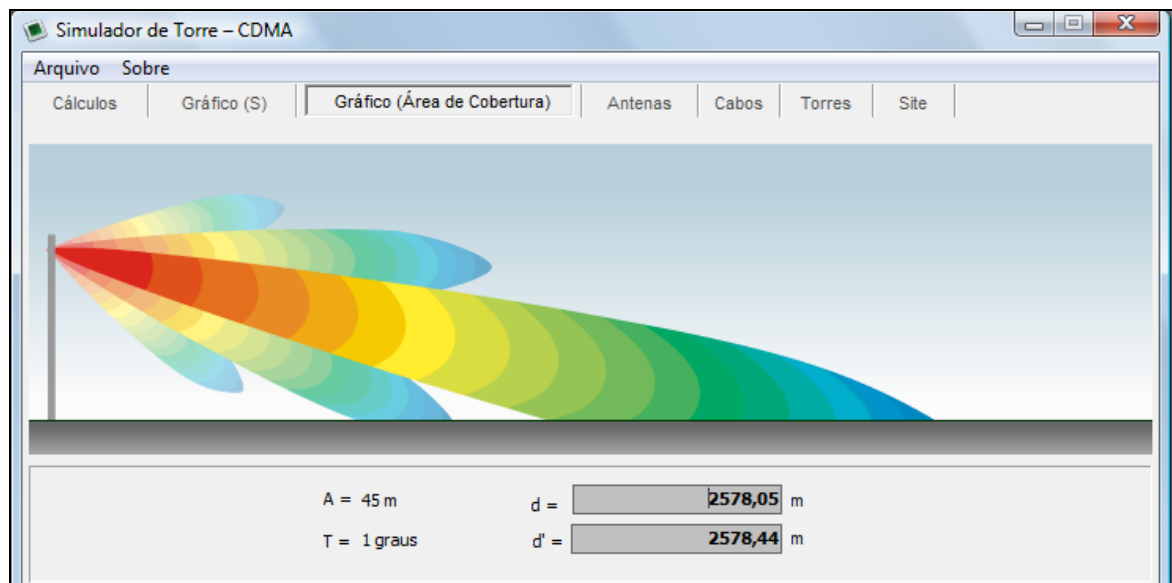 Simulador de Torre – CDMA
Arquivo Sobre
Cálculos Gráfico (S) Gráfico (Área de Cobertura) Antenas Cabos Torres Site
A = 45 m d = 2578,05 m
T = 1 graus d' = 2578,44 m